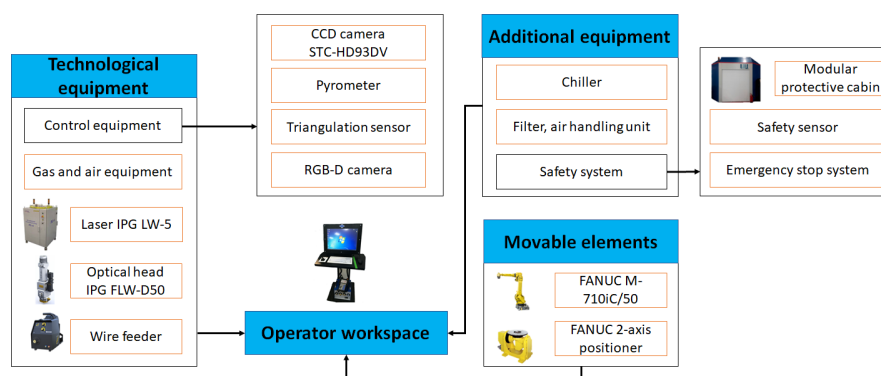 Technological
equipment
Control equipment
Gas and air equipment
Laser IPG LW-5
Optical head
IPG FLW-D50
Wire feeder
CCD camera
STC-HD93DV
Pyrometer
Triangulation sensor
RGB-D camera
Operator workspace
Additional equipment
Chiller
Filter, air handling unit
Safety system
Modular
protective cabin
Safety sensor
Emergency stop system
Movable elements
FANUC M-
710iC/50
FANUC 2-axis
positioner